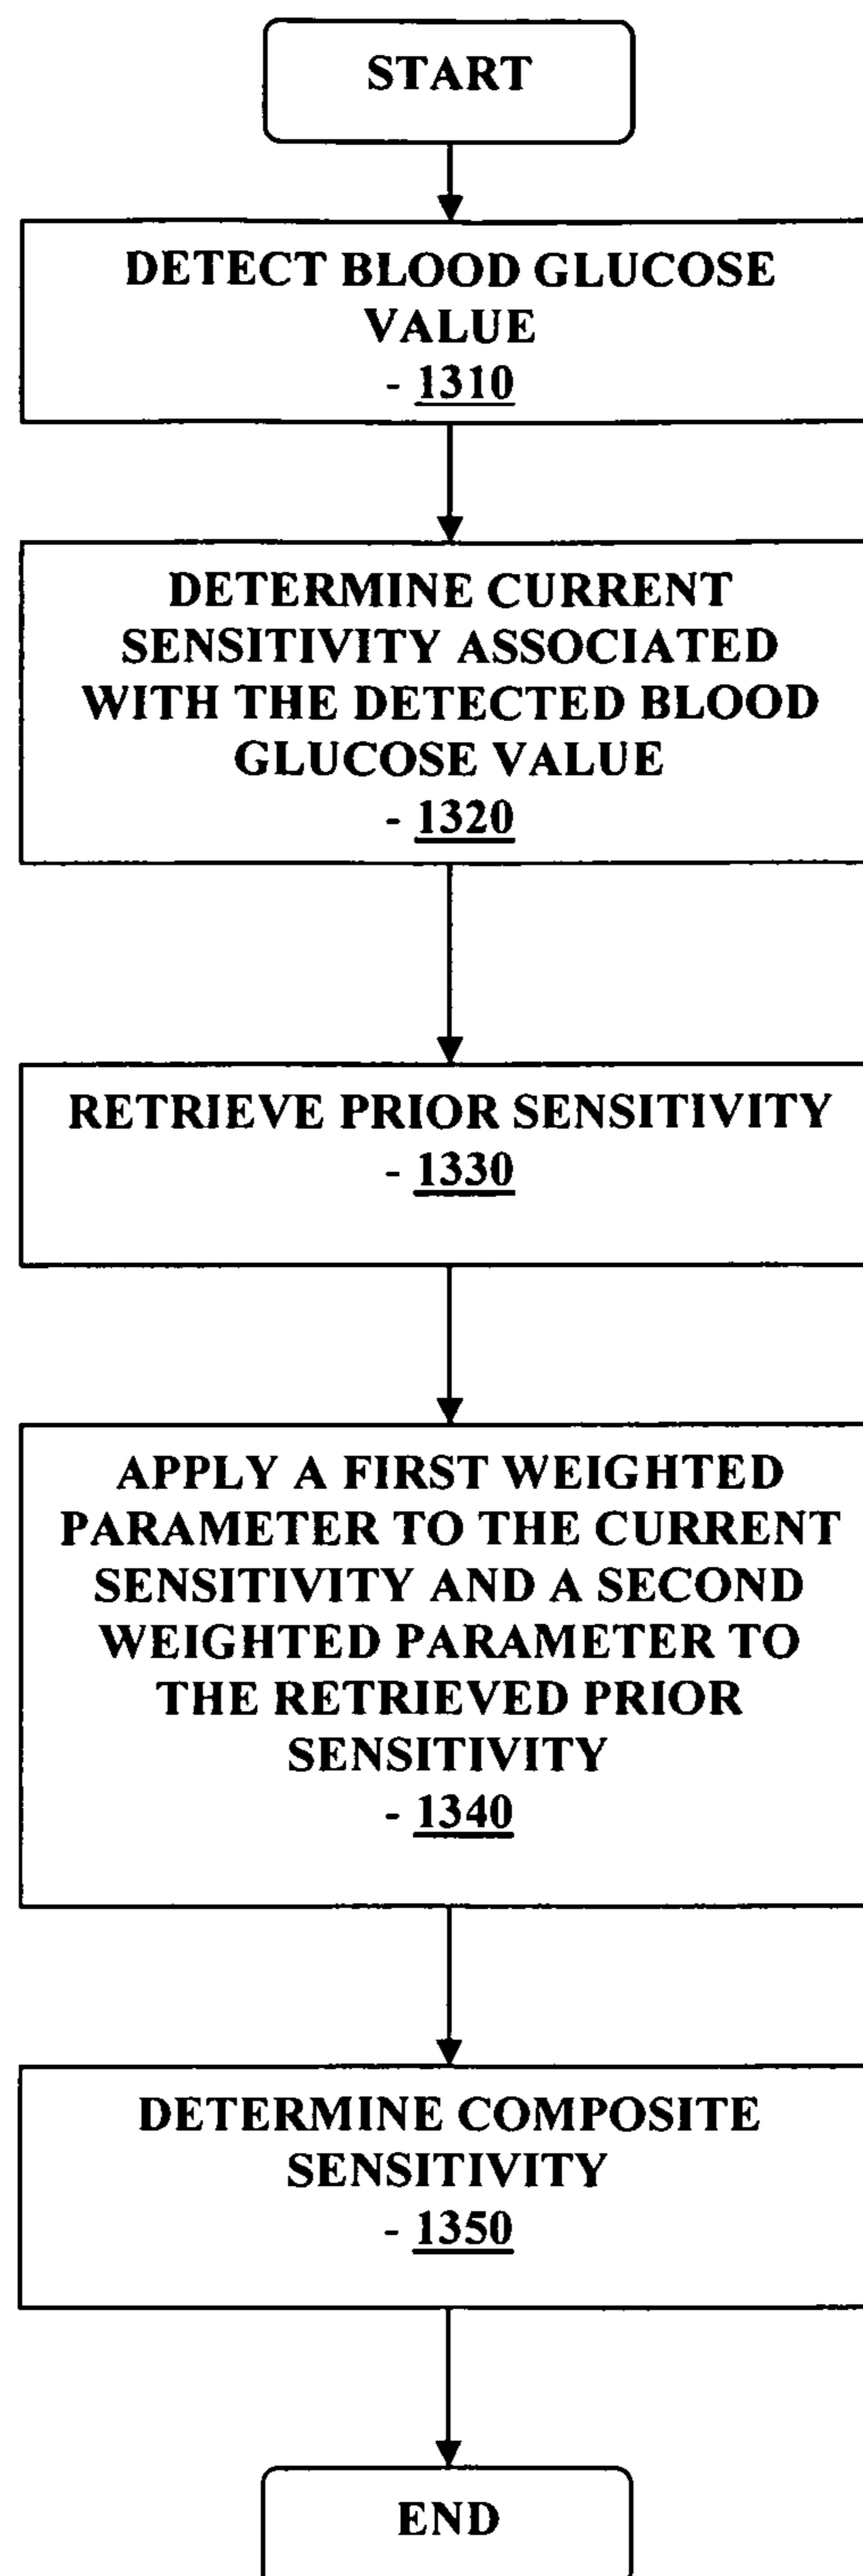 START
DETECT BLOOD GLUCOSE
VALUE
- 1310
DETERMINE CURRENT
SENSITIVITY ASSOCIATED
WITH THE DETECTED BLOOD
GLUCOSE VALUE
- 1320
RETRIEVE PRIOR SENSITIVITY
- 1330
APPLY A FIRST WEIGHTED
PARAMETER TO THE CURRENT
SENSITIVITY AND A SECOND
WEIGHTED PARAMETER TO
THE RETRIEVED PRIOR
SENSITIVITY
- 1340
DETERMINE COMPOSITE
SENSITIVITY
- 1350
END